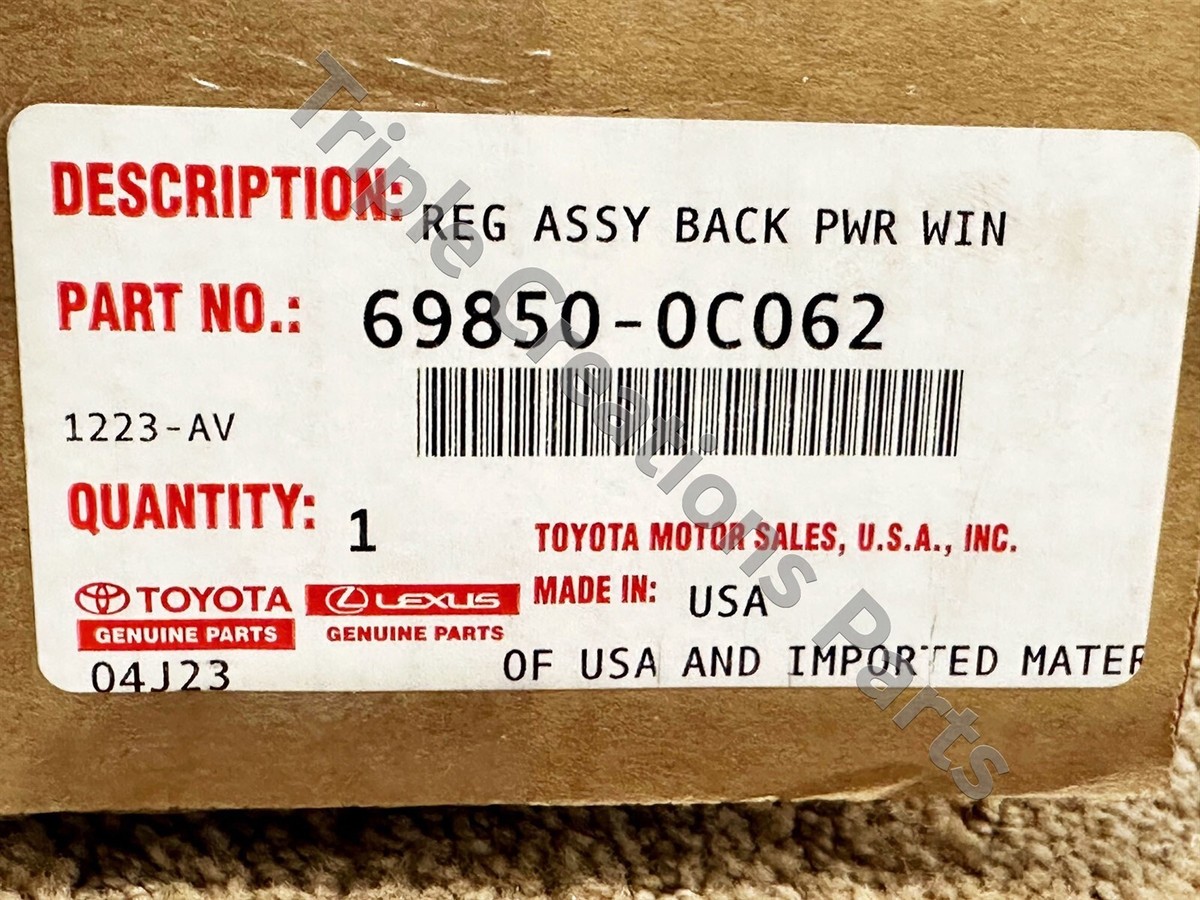 DESCRIPTION: REG ASSY BACK PWR WIN
PART NO.: 69850-0C062
1223-AV
QUANTITY: 1
TOYOTA MOTOR SALES, U.S.A., INC.
TOYOTA LEXUS MADE IN: USA
GENUINE PARTS GENUINE PARTS
04J23 OF USA AND IMPORTED MATER
Triple Creations Parts